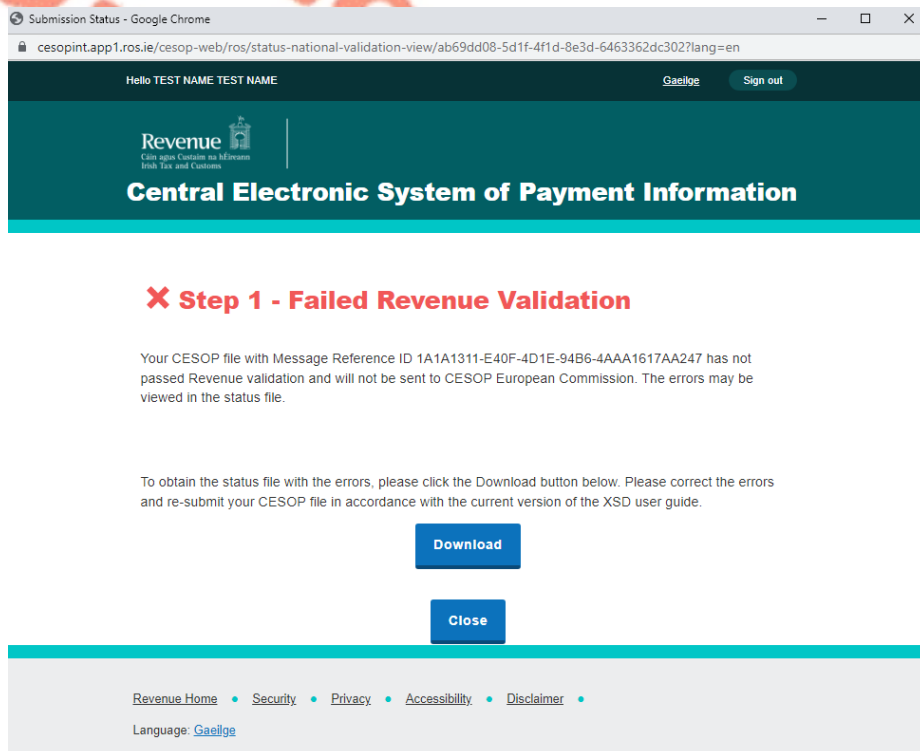 Submission Status - Google Chrome
cesopint.app1.ros.ie/cesop-web/ros/status-national-validation-view/ab69dd08-5d1f-4f1d-8e3d-6463362dc302?lang=en
Hello TEST NAME TEST NAME
Gaeilge
Sign out
Revenue
Cáin agus Custaim na hÉireann
Irish Tax and Customs
Central Electronic System of Payment Information
Step 1 - Failed Revenue Validation
Your CESOP file with Message Reference ID 1A1A1311-E40F-4D1E-94B6-4AAA1617AA247 has not
passed Revenue validation and will not be sent to CESOP European Commission. The errors may be
viewed in the status file.
To obtain the status file with the errors, please click the Download button below. Please correct the errors
and re-submit your CESOP file in accordance with the current version of the XSD user guide.
Download
Close
Revenue Home • Security • Privacy • Accessibility • Disclaimer •
Language: Gaeilge